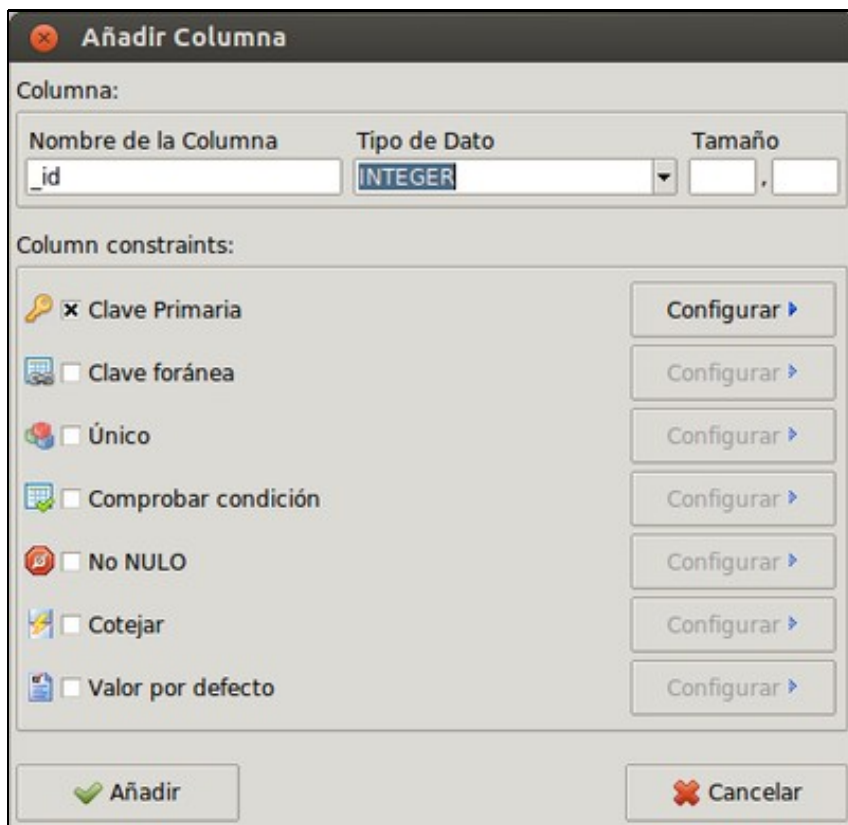 Añadir Columna
Columna:
Nombre de la Columna Tipo de Dato Tamaño
_id INTEGER ,
Column constraints:
Clave Primaria Configurar
Clave foránea Configurar
Único Configurar
Comprobar condición Configurar
No NULO Configurar
Cotejar Configurar
Valor por defecto Configurar
Añadir Cancelar